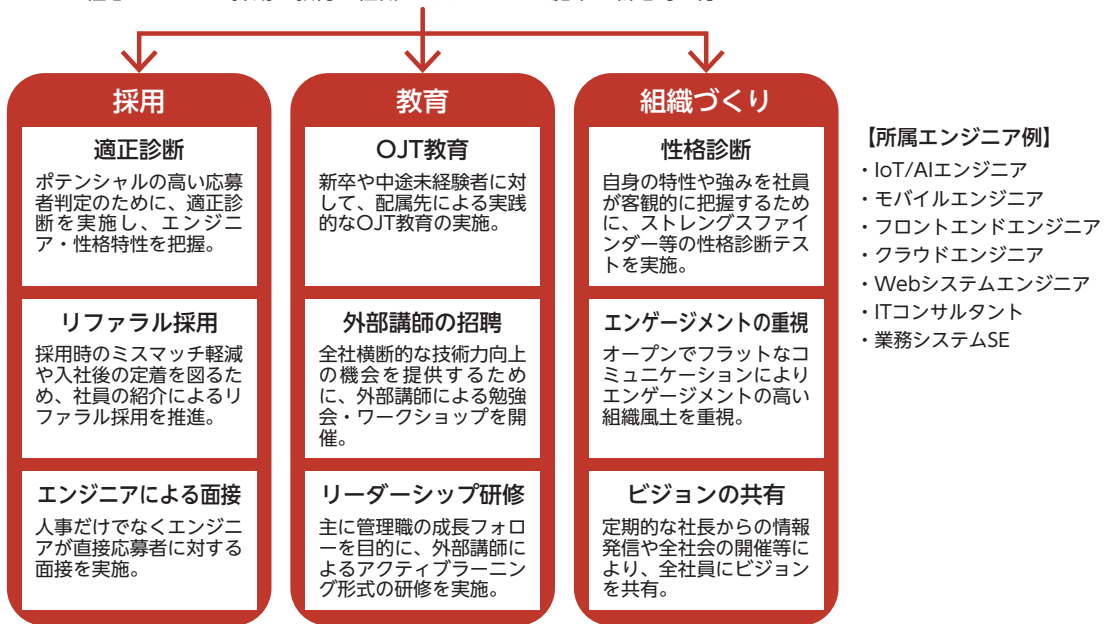 採用
適正診断
ポテンシャルの高い応募
者判定のために、適正診
断を実施し、エンジニ
ア・性格特性を把握。
リファラル採用
採用時のミスマッチ軽減
や入社後の定着を図るた
め、社員の紹介によるリ
ファラル採用を推進。
エンジニアによる面接
人事だけでなくエンジニ
アが直接応募者に対する
面接を実施。
教育
OJT教育
新卒や中途未経験者に対
して、配属先による実践
的なOJT教育の実施。
外部講師の招聘
全社横断的な技術力向上
の機会を提供するため
に、外部講師による勉強
会・ワークショップを開
催。
リーダーシップ研修
主に管理職の成長フォロ
ーを目的に、外部講師に
よるアクティブラーニン
グ形式の研修を実施。
組織づくり
性格診断
自身の特性や強みを社員
が客観的に把握するため
に、ストレングスファイ
ンダー等の性格診断テス
トを実施。
エンゲージメントの重視
オープンでフラットなコ
ミュニケーションにより
エンゲージメントの高い
組織風土を重視。
ビジョンの共有
定期的な社長からの情報
発信や全社会の開催等に
より、全社員にビジョン
を共有。
【所属エンジニア例】
・IoT/AIエンジニア
・モバイルエンジニア
・フロントエンドエンジニア
・クラウドエンジニア
・Webシステムエンジニア
・ITコンサルタント
・業務システムSE